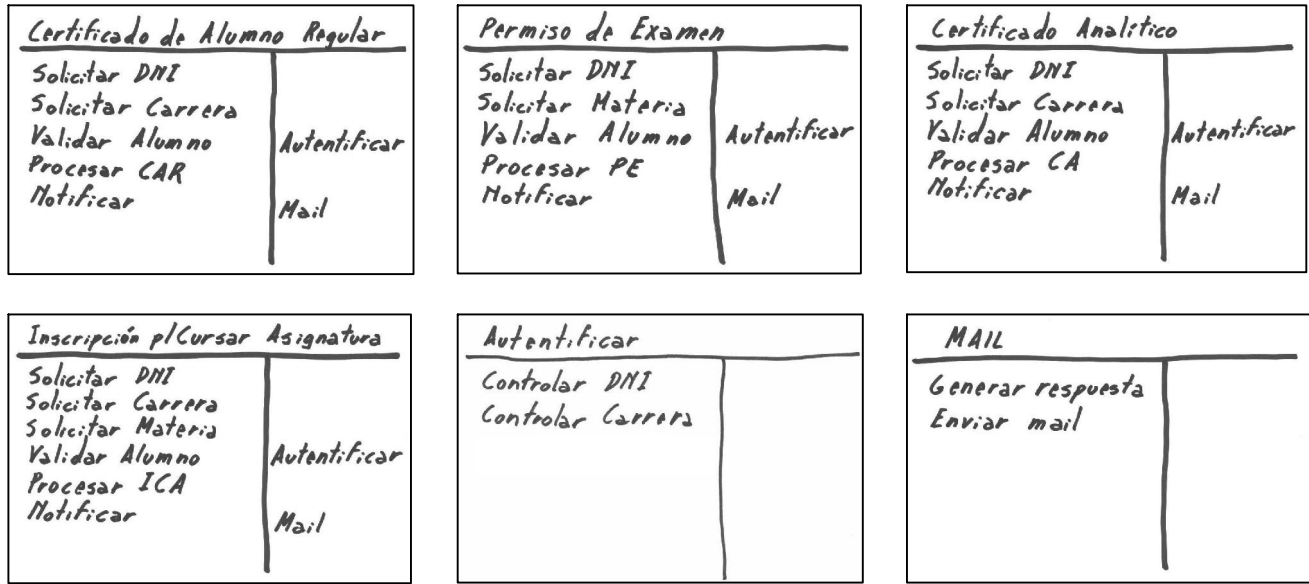 Certificado de Alumno Regular
Solicitar DNI
Solicitar Carrera
Validar Alumno
Autentificar
Procesar CAR
Notificar
Mail
Permiso de Examen
Solicitar DNI
Solicitar Materia
Validar Alumno
Autentificar
Procesar PE
Notificar
Mail
Certificado Analítico
Solicitar DNI
Solicitar Carrera
Validar Alumno
Autentificar
Procesar CA
Notificar
Mail
Inscripción p/Cursar Asignatura
Solicitar DNI
Solicitar Carrera
Solicitar Materia
Validar Alumno
Autentificar
Procesar ICA
Notificar
Mail
Autentificar
Controlar DNI
Controlar Carrera
MAIL
Generar respuesta
Enviar mail